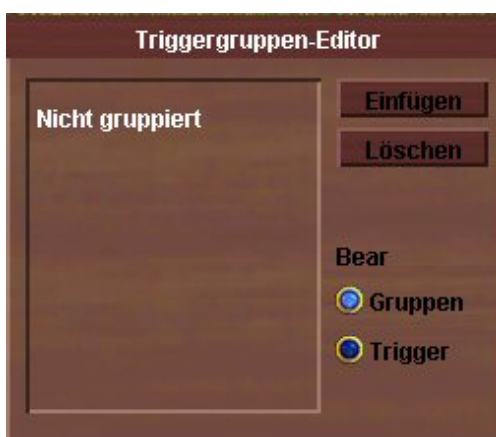 Triggergruppen-Editor
Nicht gruppiert
Einfügen
Löschen
Bear
Gruppen
Trigger